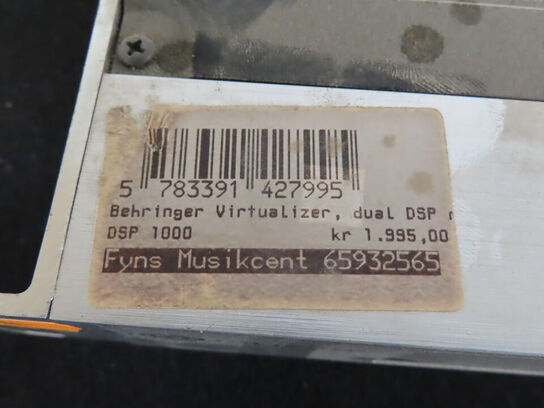 5 783391 427995
Behringer Virtualizer, dual DSP
DSP 1000 kr 1.995,00
Fyns Musikcent 65932565